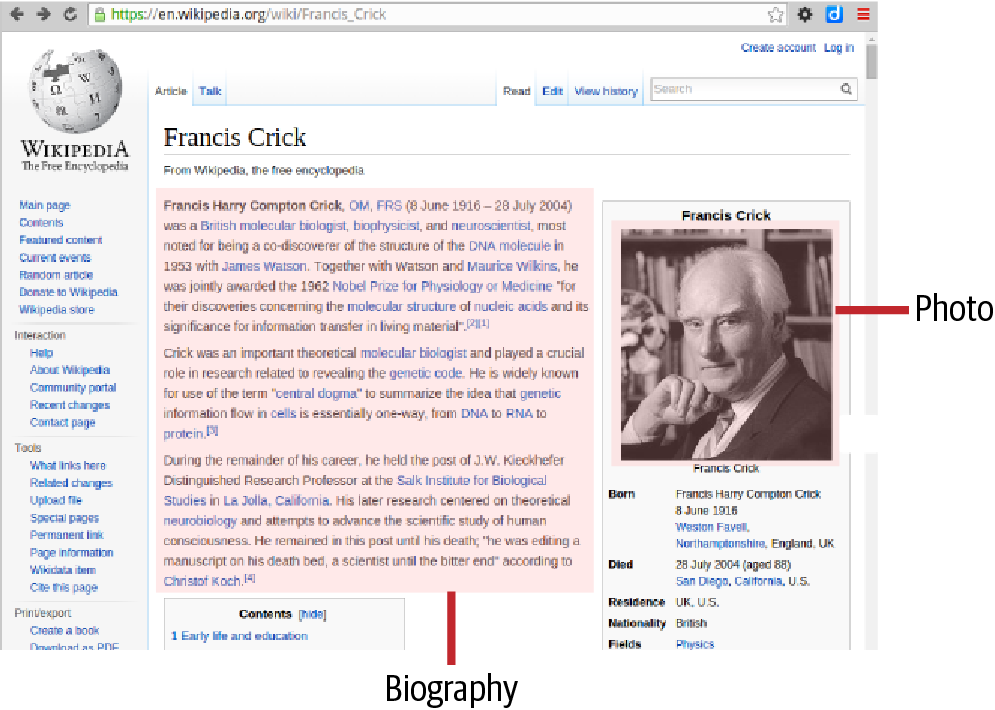 https://en.wikipedia.org/wiki/Francis_Crick
Create account Log in
Article Talk Read Edit View history Search
WIKIPEDIA
The Free Encyclopedia
Main page
Contents
Featured content
Current events
Random article
Donate to Wikipedia
Wikipedia store
Interaction
Help
About Wikipedia
Community portal
Recent changes
Contact page
Tools
What links here
Related changes
Upload file
Special pages
Permanent link
Page information
Wikidata item
Cite this page
Print/export
Create a book
Download as PDF
Francis Crick
From Wikipedia, the free encyclopedia
Francis Harry Compton Crick, OM, FRS (8 June 1916 – 28 July 2004)
was a British molecular biologist, biophysicist, and neuroscientist, most
noted for being a co-discoverer of the structure of the DNA molecule in
1953 with James Watson. Together with Watson and Maurice Wilkins, he
was jointly awarded the 1962 Nobel Prize for Physiology or Medicine "for
their discoveries concerning the molecular structure of nucleic acids and its
significance for information transfer in living material".[2][1]
Crick was an important theoretical molecular biologist and played a crucial
role in research related to revealing the genetic code. He is widely known
for use of the term "central dogma" to summarize the idea that genetic
information flow in cells is essentially one-way, from DNA to RNA to
protein.[3]
During the remainder of his career, he held the post of J.W. Kieckhefer
Distinguished Research Professor at the Salk Institute for Biological
Studies in La Jolla, California. His later research centered on theoretical
neurobiology and attempts to advance the scientific study of human
consciousness. He remained in this post until his death; "he was editing a
manuscript on his death bed, a scientist until the bitter end" according to
Christof Koch.[4]
Contents [hide]
1 Early life and education
Francis Crick
Francis Crick
Born Francis Harry Compton Crick
8 June 1916
Weston Favell,
Northamptonshire, England, UK
Died 28 July 2004 (aged 88)
San Diego, California, U.S.
Residence UK, U.S.
Nationality British
Fields Physics
Photo
Biography